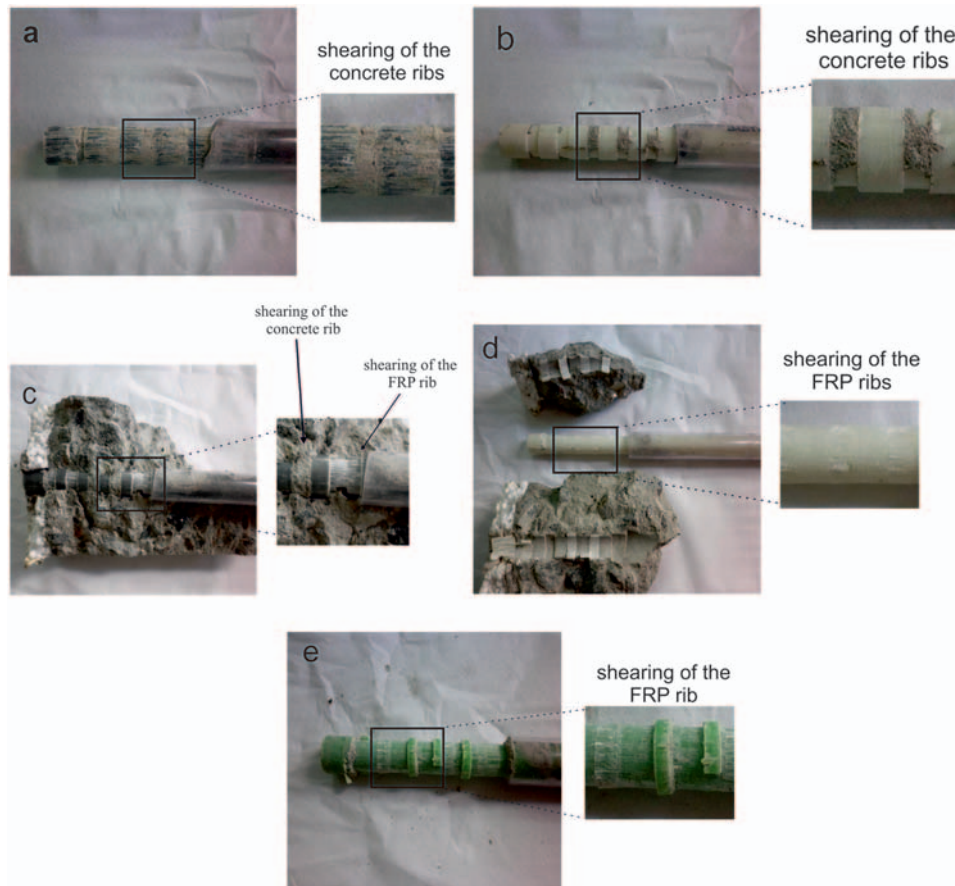 a
shearing of the
concrete ribs
b
shearing of the
concrete ribs
c
shearing of the
concrete rib
shearing of the
FRP rib
d
shearing of the
FRP ribs
e
shearing of the
FRP rib